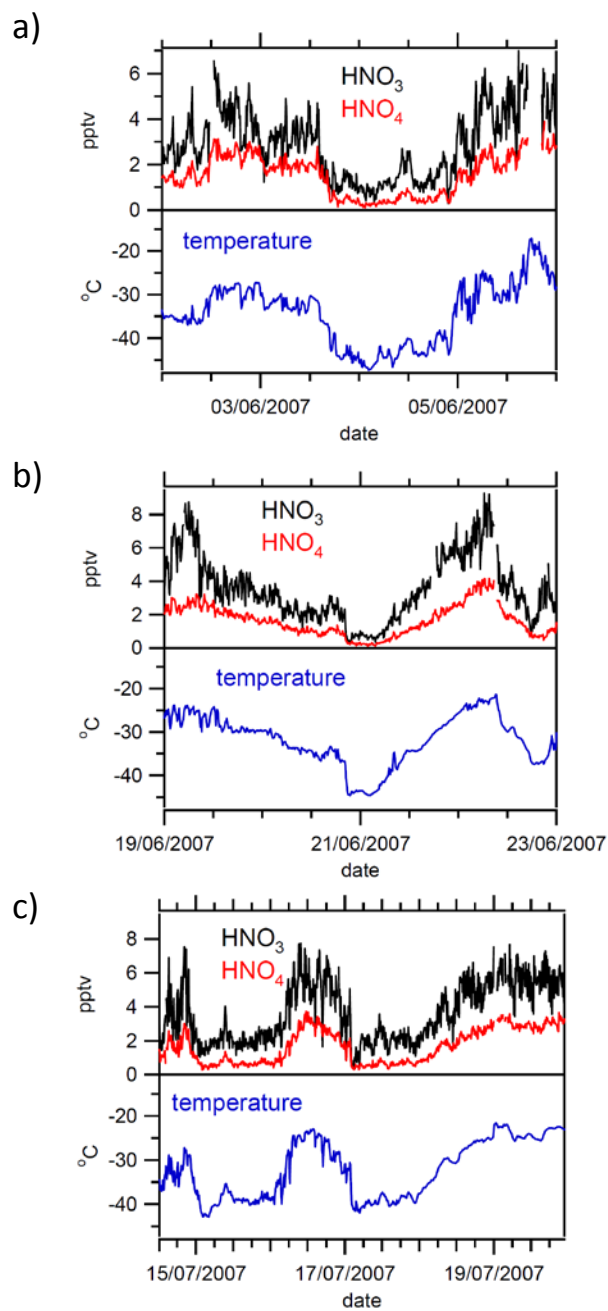 a)
6
4
2
0
pptv
HNO3
HNO4
temperature
-20
-30
-40
oC
03/06/2007 05/06/2007
date
b)
8
6
4
2
0
pptv
HNO3
HNO4
temperature
-20
-30
-40
oC
19/06/2007 21/06/2007 23/06/2007
date
c)
8
6
4
2
0
pptv
HNO3
HNO4
temperature
-20
-30
-40
oC
15/07/2007 17/07/2007 19/07/2007
date